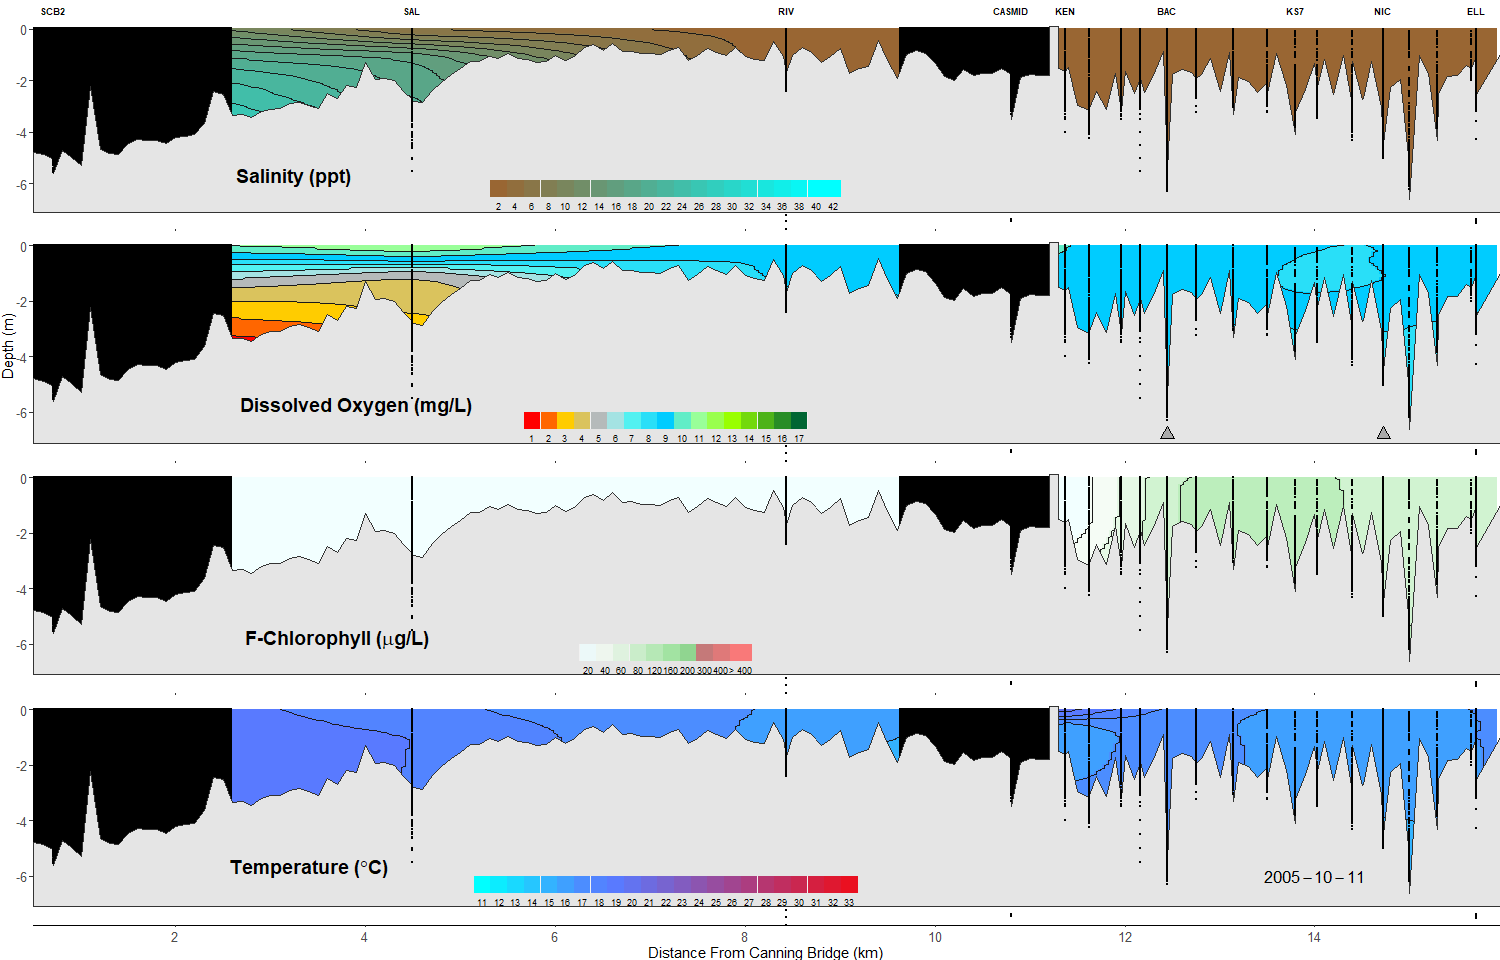 SCB2 SAL RIV CASMID KEN BAC KS7 NIC ELL
0
-2
-4
-6
Salinity (ppt)
2 4 6 8 10 12 14 16 18 20 22 24 26 28 30 32 34 36 38 40 42
0
-2
-4
-6
Dissolved Oxygen (mg/L)
1 2 3 4 5 6 7 8 9 10 11 12 13 14 15 16 17
Depth (m)
0
-2
-4
-6
F-Chlorophyll (µg/L)
20 40 60 80 120 160 200 300 400 > 400
0
-2
-4
-6
Temperature (°C)
11 12 13 14 15 16 17 18 19 20 21 22 23 24 25 26 27 28 29 30 31 32 33
2005-10-11
2 4 6 8 10 12 14
Distance From Canning Bridge (km)